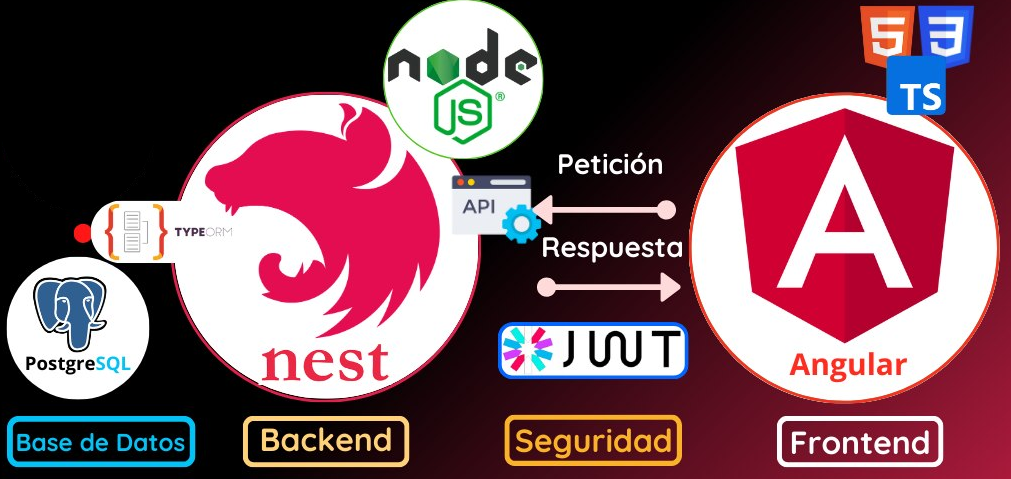 node
JS
5
3
TS
Petición
API
Respuesta
TYPEORM
PostgreSQL
nest
JWT
A
Angular
Base de Datos
Backend
Seguridad
Frontend